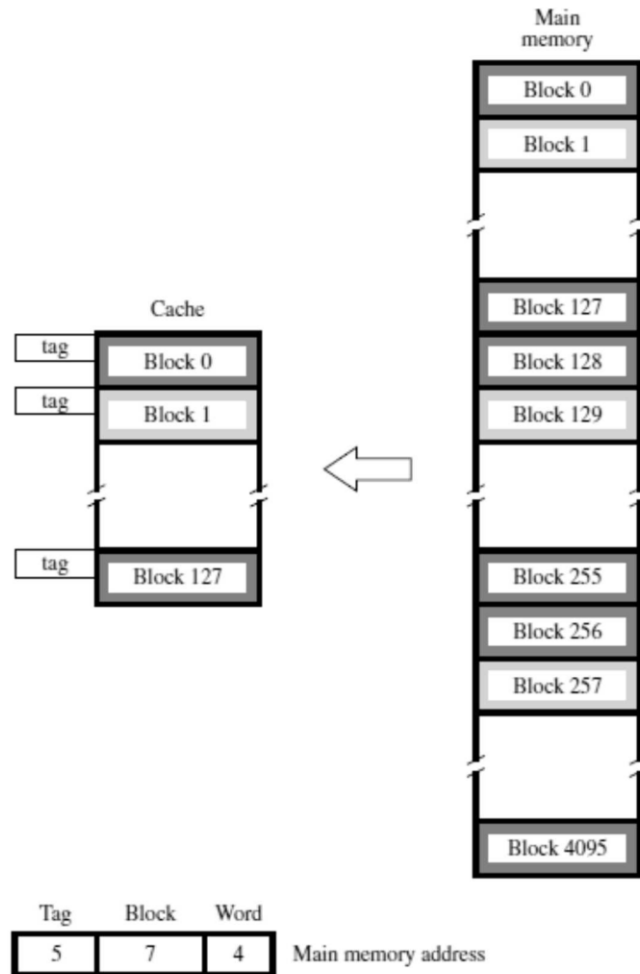 Main
memory
Block 0
Block 1
Block 127
Block 128
Block 129
Block 255
Block 256
Block 257
Block 4095
Cache
tag
Block 0
tag
Block 1
tag
Block 127
Tag Block Word
5 7 4 Main memory address